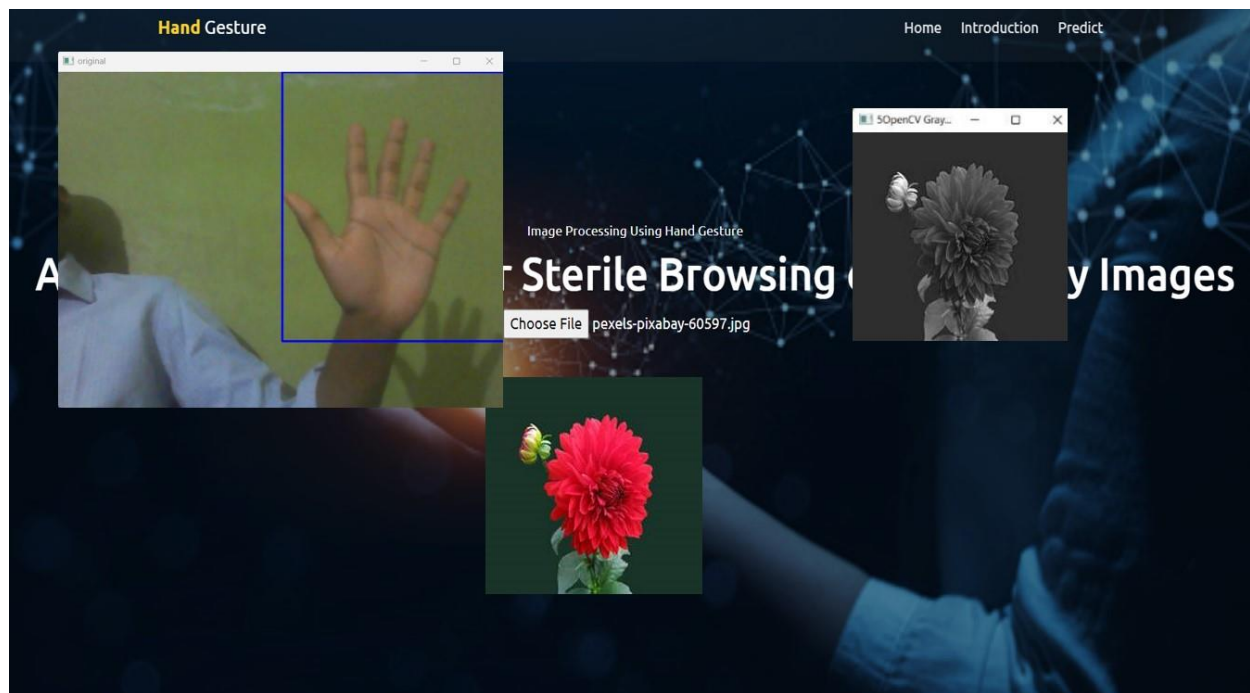 Hand Gesture
Home Introduction Predict
original
5OpenCV Gray...
Image Processing Using Hand Gesture
Sterile Browsing
Images
Choose File pexels-pixabay-60597.jpg